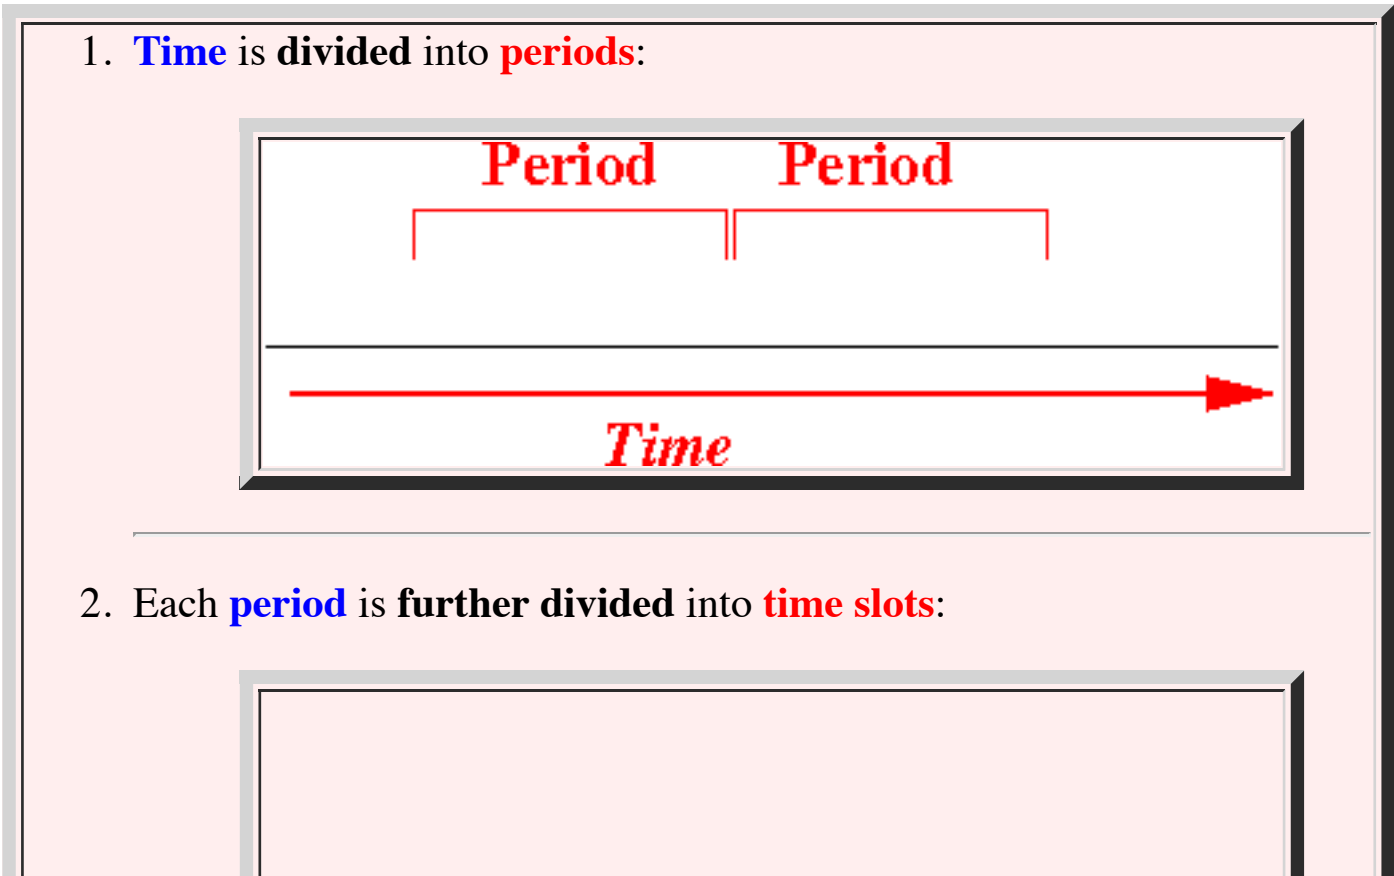 1. Time is divided into periods:
Period Period
Time
2. Each period is further divided into time slots: